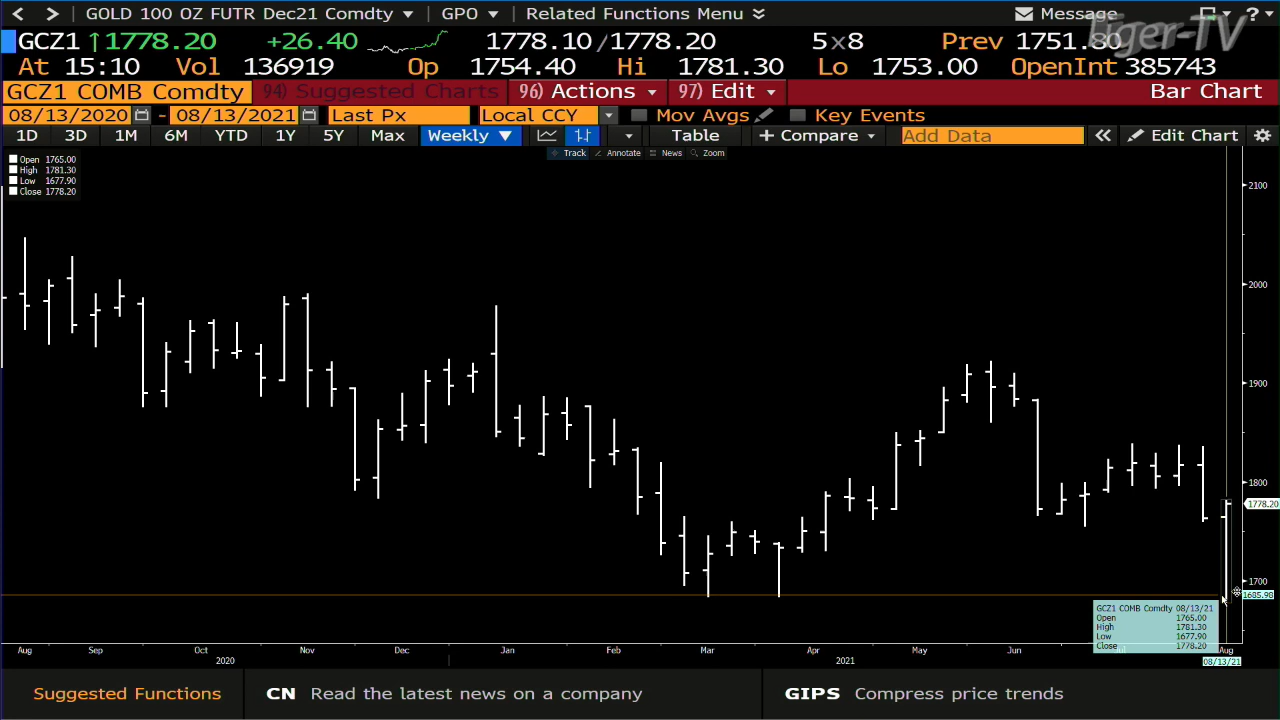 GOLD 100 OZ FUTR Dec21 Comdty GPO Related Functions Menu Message ?
Tiger-TV
GCZ1 ↑1778.20 +26.40 1778.10/1778.20 5x8 Prev 1751.80
At 15:10 Vol 136919 Op 1754.40 Hi 1781.30 Lo 1753.00 OpenInt 385743
GCZ1 COMB Comdty 94) Suggested Charts 96) Actions 97) Edit Bar Chart
08/13/2020 - 08/13/2021 Last Px Local CCY Mov Avgs Key Events
1D 3D 1M 6M YTD 1Y 5Y Max Weekly Table + Compare Add Data « Edit Chart
Track Annotate News Zoom
Open 1765.00
High 1781.30
Low 1677.90
Close 1778.20
2100
2000
1900
1800
1778.20
1700
1685.98
GCZ1 COMB Comdty 08/13/21
Open 1765.00
High 1781.30
Low 1677.90
Close 1778.20
Aug Sep Oct Nov Dec Jan Feb Mar Apr May Jun Jul Aug
2020 2021 08/13/21
Suggested Functions CN Read the latest news on a company GIPS Compress price trends